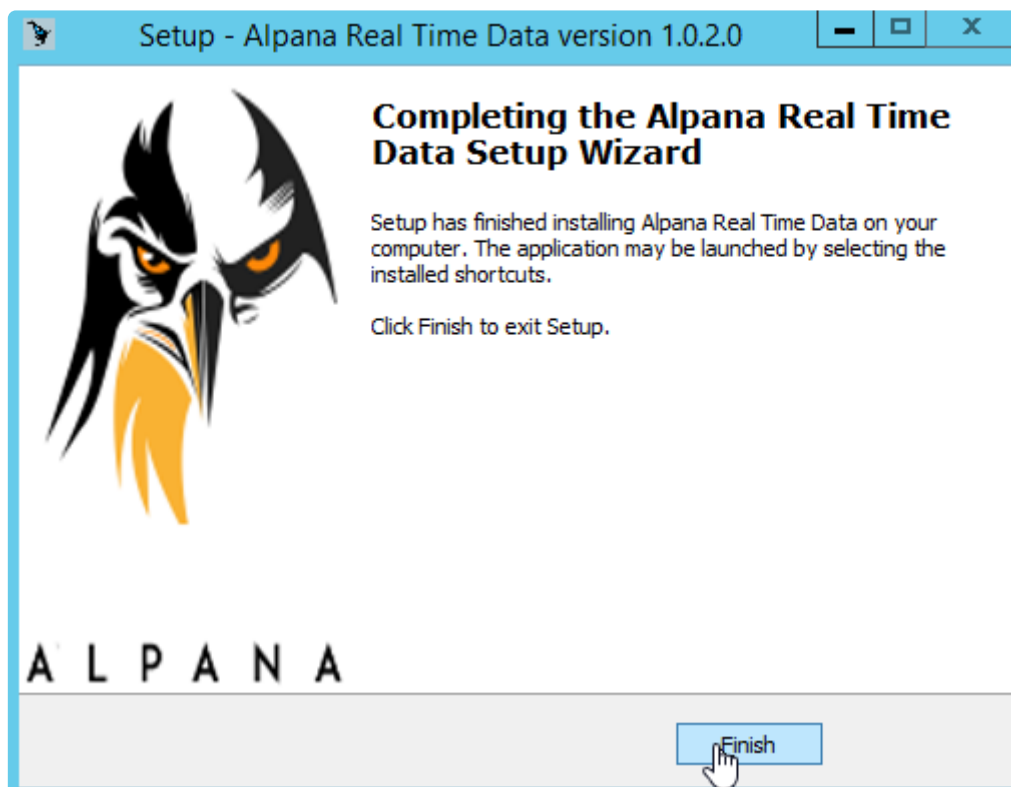 Setup - Alpana Real Time Data version 1.0.2.0
Completing the Alpana Real Time
Data Setup Wizard
Setup has finished installing Alpana Real Time Data on your
computer. The application may be launched by selecting the
installed shortcuts.
Click Finish to exit Setup.
ALPANA
Finish